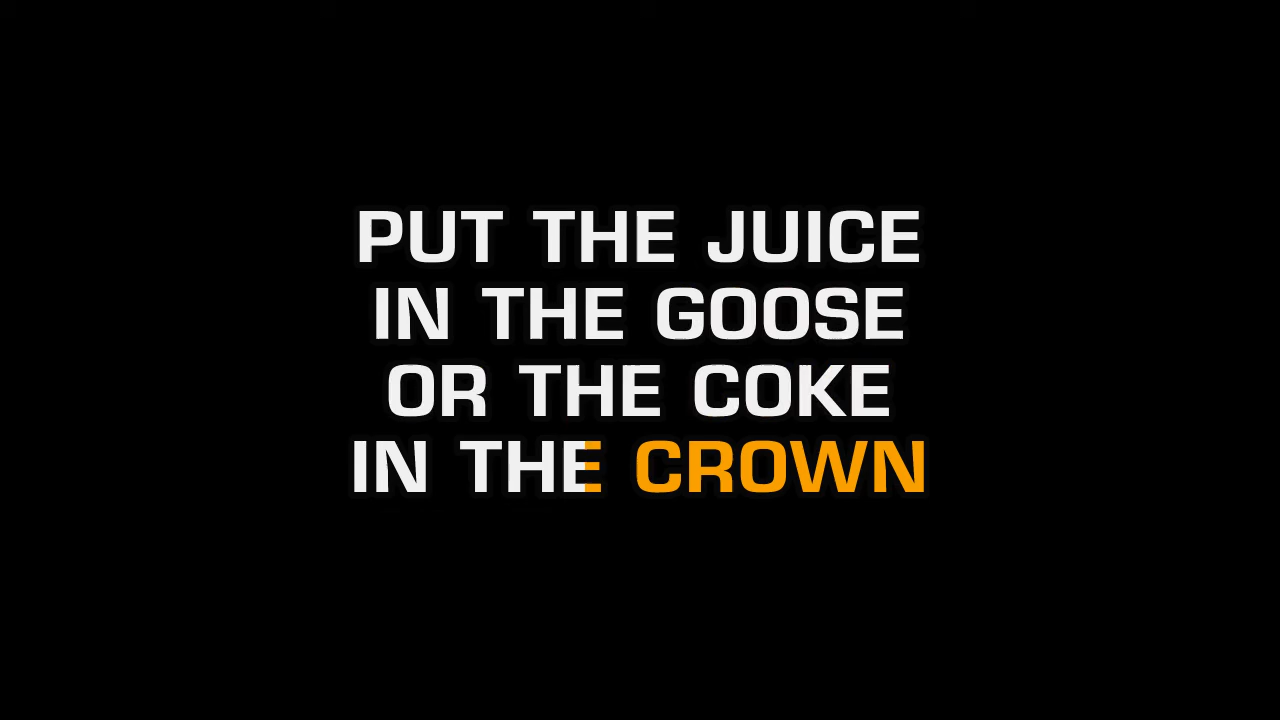 PUT THE JUICE
IN THE GOOSE
OR THE COKE
IN THE CROWN